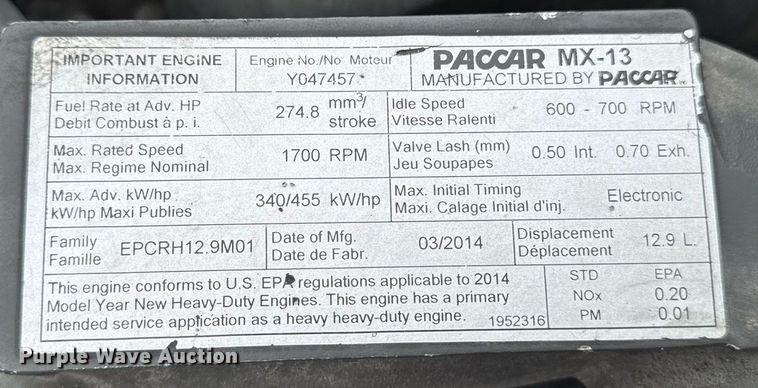 IMPORTANT ENGINE INFORMATION
Engine No./No Moteur
Y047457
PACCAR MX-13
MANUFACTURED BY PACCAR INC
Fuel Rate at Adv. HP
Debit Combust à p. i.
274.8 mm3/stroke
Idle Speed
Vitesse Ralenti
600 - 700 RPM
Max. Rated Speed
Max. Regime Nominal
1700 RPM
Valve Lash (mm)
Jeu Soupapes
0.50 Int. 0.70 Exh.
Max. Adv. kW/hp
kW/hp Maxi Publies
340/455 kW/hp
Max. Initial Timing
Maxi. Calage Initial d'inj.
Electronic
Family
Famille
EPCRH12.9M01
Date of Mfg.
Date de Fabr.
03/2014
Displacement
Déplacement
12.9 L.
This engine conforms to U.S. EPA regulations applicable to 2014
Model Year New Heavy-Duty Engines. This engine has a primary
intended service application as a heavy heavy-duty engine.
1952316
STD EPA
NOx 0.20
PM 0.01
Purple Wave Auction